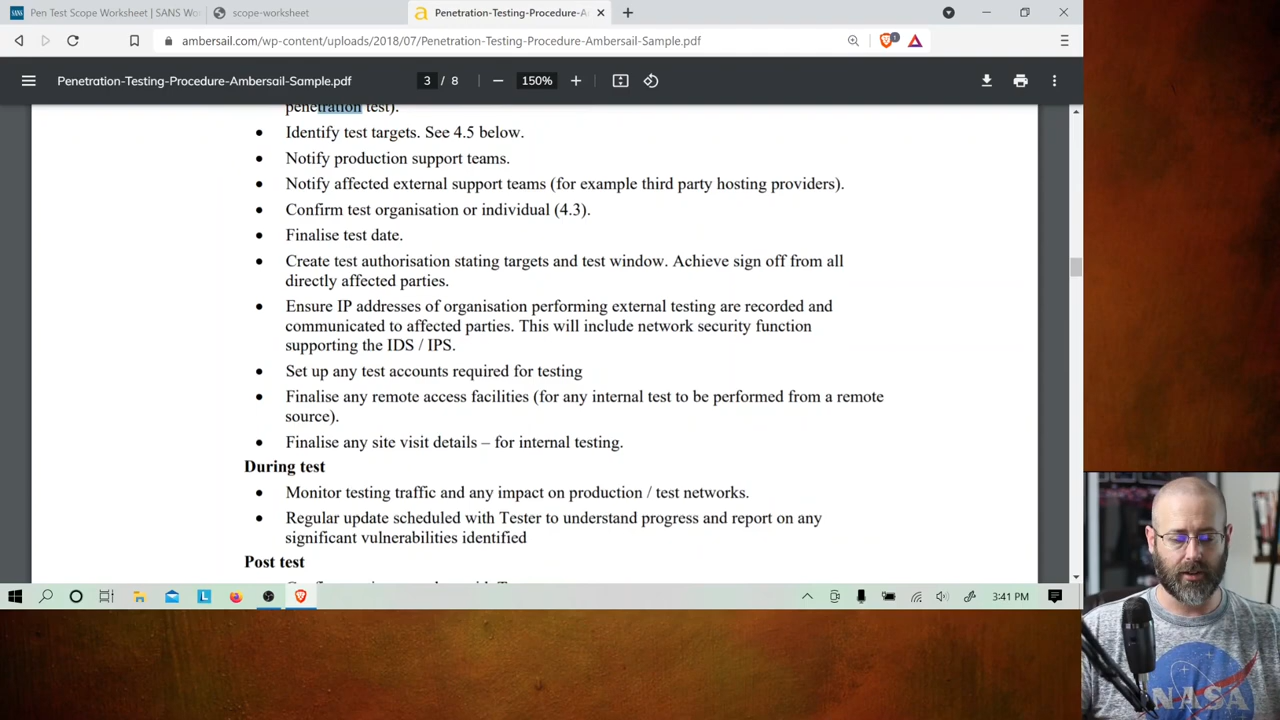 Pen Test Scope Worksheet | SANS Wo
scope-worksheet
Penetration-Testing-Procedure-A
ambersail.com/wp-content/uploads/2018/07/Penetration-Testing-Procedure-Ambersail-Sample.pdf
Penetration-Testing-Procedure-Ambersail-Sample.pdf
3 / 8
150%
penetration test).
• Identify test targets. See 4.5 below.
• Notify production support teams.
• Notify affected external support teams (for example third party hosting providers).
• Confirm test organisation or individual (4.3).
• Finalise test date.
• Create test authorisation stating targets and test window. Achieve sign off from all
directly affected parties.
• Ensure IP addresses of organisation performing external testing are recorded and
communicated to affected parties. This will include network security function
supporting the IDS / IPS.
• Set up any test accounts required for testing
• Finalise any remote access facilities (for any internal test to be performed from a remote
source).
• Finalise any site visit details – for internal testing.
During test
• Monitor testing traffic and any impact on production / test networks.
• Regular update scheduled with Tester to understand progress and report on any
significant vulnerabilities identified
Post test
3:41 PM
NASA